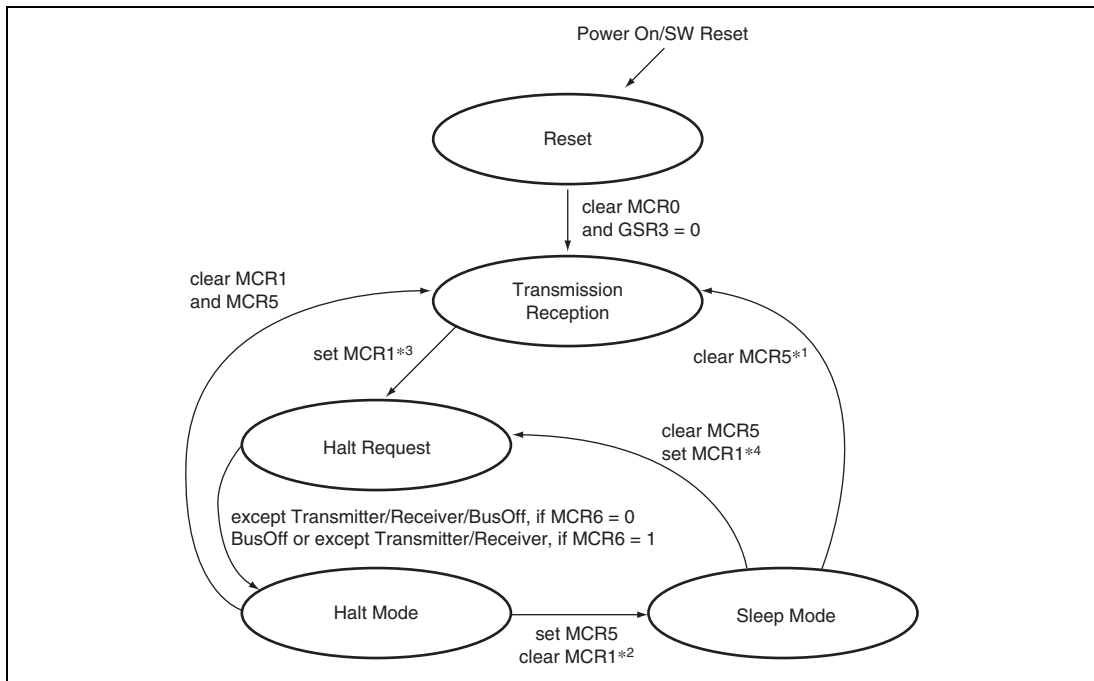 Power On/SW Reset
Reset
clear MCR0
and GSR3 = 0
clear MCR1
and MCR5
Transmission
Reception
set MCR1*3
clear MCR5*1
Halt Request
clear MCR5
set MCR1*4
except Transmitter/Receiver/BusOff, if MCR6 = 0
BusOff or except Transmitter/Receiver, if MCR6 = 1
Halt Mode
Sleep Mode
set MCR5
clear MCR1*2